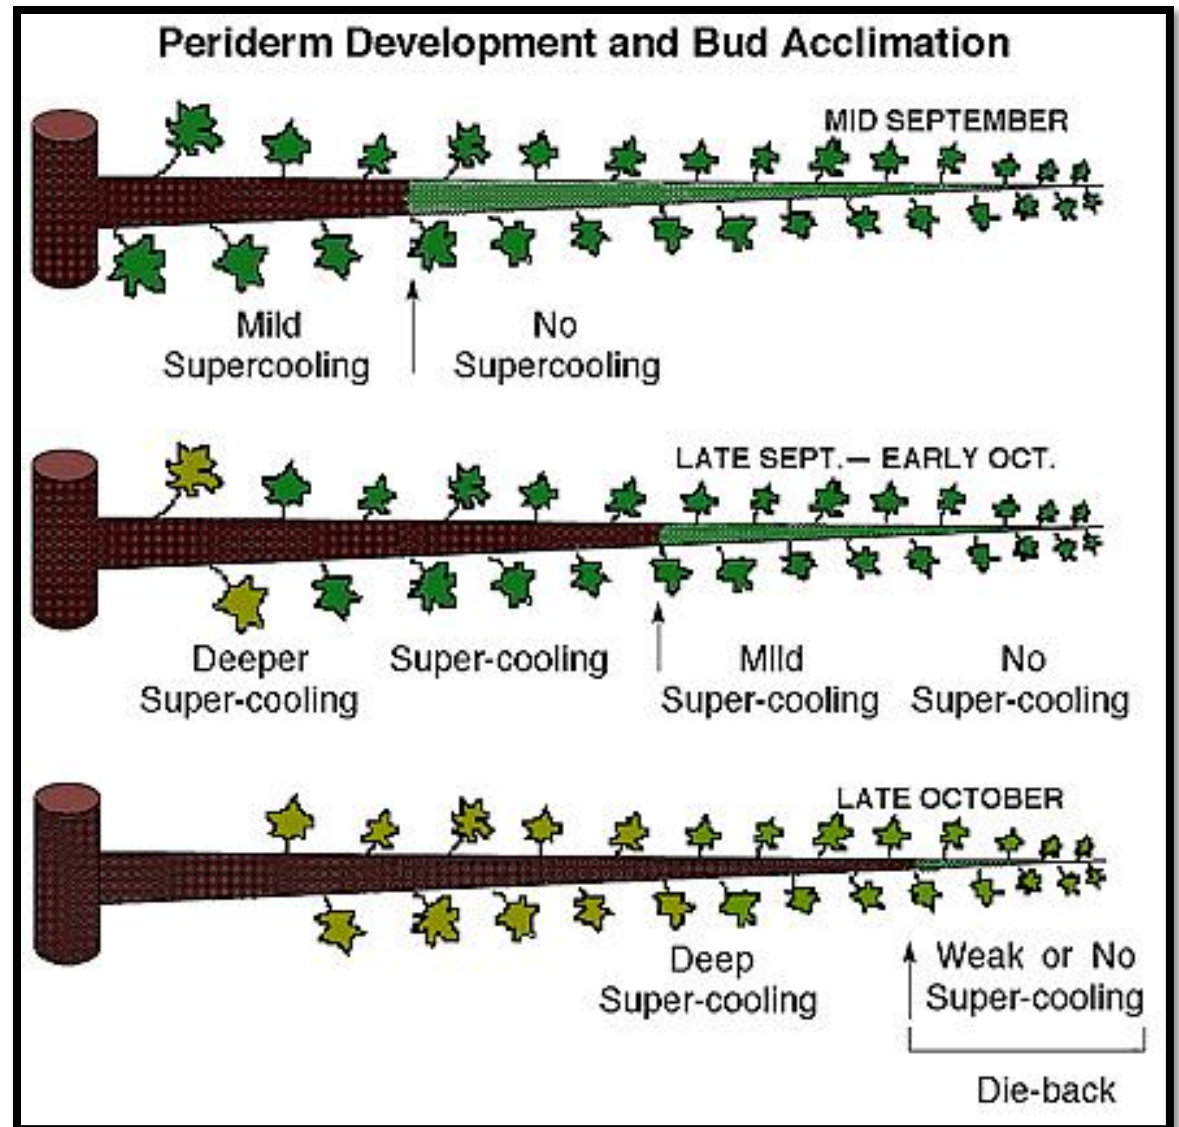 Periderm Development and Bud Acclimation
MID SEPTEMBER
Mild
Supercooling
No
Supercooling
LATE SEPT.— EARLY OCT.
Deeper
Super-cooling
Super-cooling
Mild
Super-cooling
No
Super-cooling
LATE OCTOBER
Deep
Super-cooling
Weak or No
Super-cooling
Die-back